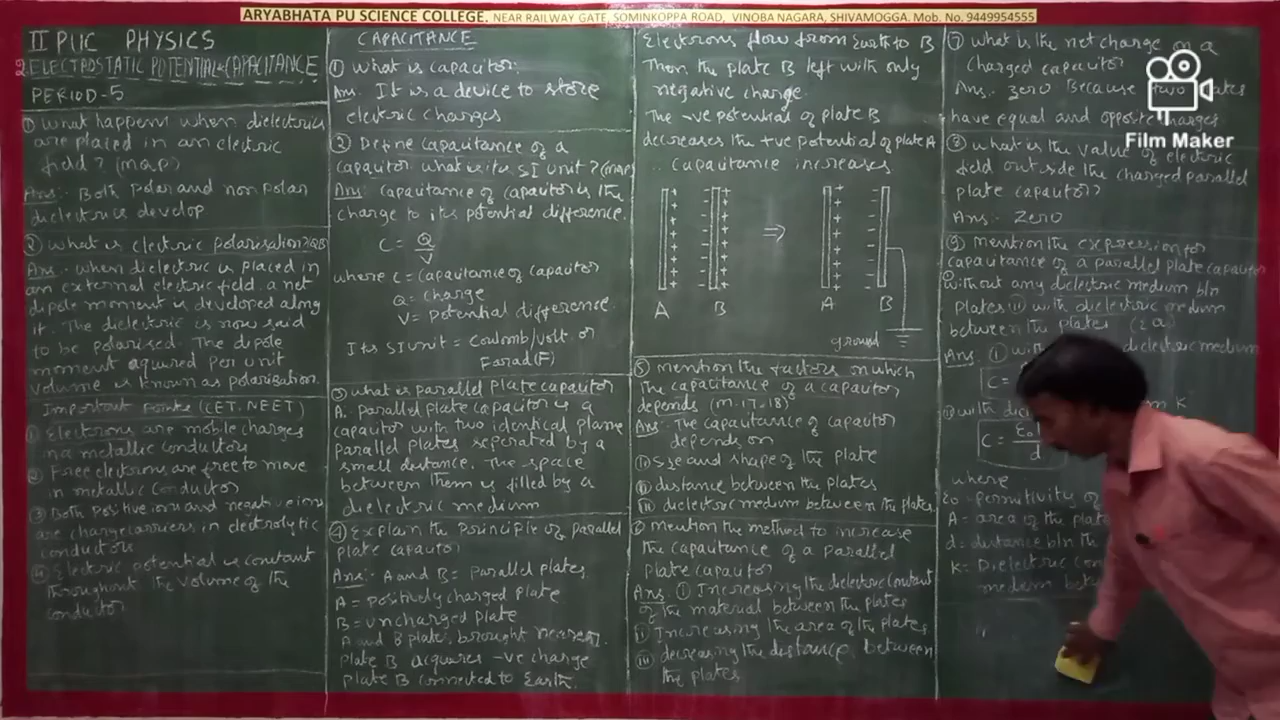 ARYABHATA PU SCIENCE COLLEGE. NEAR RAILWAY GATE, SOMINKOPPA ROAD, VINOBA NAGARA, SHIVAMOGGA. Mob. No. 9449954555
II PUC PHYSICS
2. ELECTROSTATIC POTENTIAL & CAPACITANCE
PERIOD-5
① What happens when dielectrics
are placed in an electric
field? (MQP)
Ans:- Both Polar and non polar
dielectrics develop
② What is electric polarisation?
Ans:- When dielectric is placed in
an external electric field a net
dipole moment is developed along
it. The dielectric is now said
to be polarised. The dipole
moment aquired per unit
volume is known as polarisation.
Important points (CET, NEET)
① Electrons are mobile charges
in a metallic conductors
② Free elctrons are free to move
in metallic conductor
③ Both positive ions and negative ions
are charge carriers in electrolytic
conductors
④ Electric potential is constant
throughout the volume of the
conductor
CAPACITANCE
① What is capacitor.
Ans. It is a device to store
electric charges
② Define capacitance of a
capacitor what is its SI unit? (MQP)
Ans: Capacitance of capacitor is the
charge to its potential difference.
C = Q/V
where C = capacitance of capacitor
Q = charge
V = potential difference.
Its SI unit = Coulomb/volt or
Farad (F)
③ what is parallel plate capacitor
A. parallel plate capacitor is a
capacitor with two identical plane
parallel plates seperated by a
small distance. The space
between them is filled by a
dielectric medium
④ Explain the principle of parallel
plate capacitor
Ans:- A and B = Parallel plates.
A = positively charged plate
B = uncharged plate
A and B plates brought nearer.
plate B acquires -ve charge
plate B connected to Earth.
Electrons flow from Earth to B
Then the plate B left with only
negative charge.
The -ve potential of plate B
decreases the +ve potential of plate A
∴ capacitance increases.
A B ⇒ A B
ground
⑤ mention the factors on which
the capacitance of a capacitor
depends (M-17-18)
Ans: The capacitance of capacitor
depends on
i) Size and shape of the plate
ii) distance between the plates
iii) dielectric medium between the plates.
⑥ mention the method to increase
the capacitance of a parallel
plate capacitor
Ans. ① Increasing the dielectric constant
of the material between the plates
ii) Increasing the area of the plates
iii) decreasing the distance between
the plates
⑦ what is the net charge on a
charged capacitor
Ans. zero Because two plates
have equal and opposite charges
⑧ what is the value of electric
field outside the charged parallel
plate capacitor?
Ans:- Zero
⑨ mention the expression for
capacitance of a parallel plate capacitor
① without any dielectric medium b/n
plates ii) with dielectric medium
between the plates
Ans. ① with dielectric medium
C =
ii) with K
C = ε₀ / d
where
ε₀ = permitivity of
A = area of the plate
d = distance b/n the
K = Dielectric con
medium
Film Maker